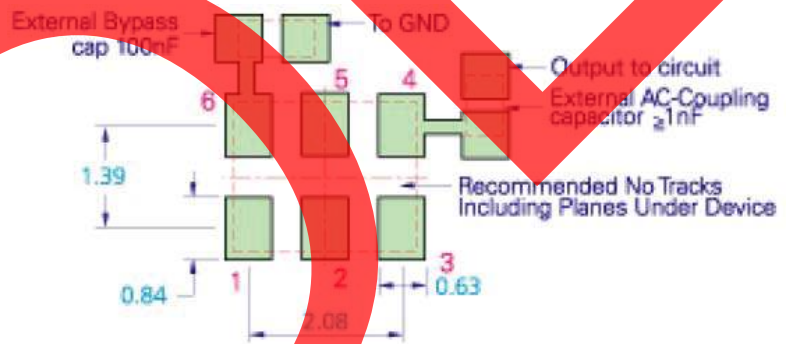 External Bypass
cap 100nF
To GND
Output to circuit
External AC-Coupling
capacitor ≥1nF
6
5
4
1.39
Recommended No Tracks
Including Planes Under Device
1
2
3
0.84
0.63
2.08